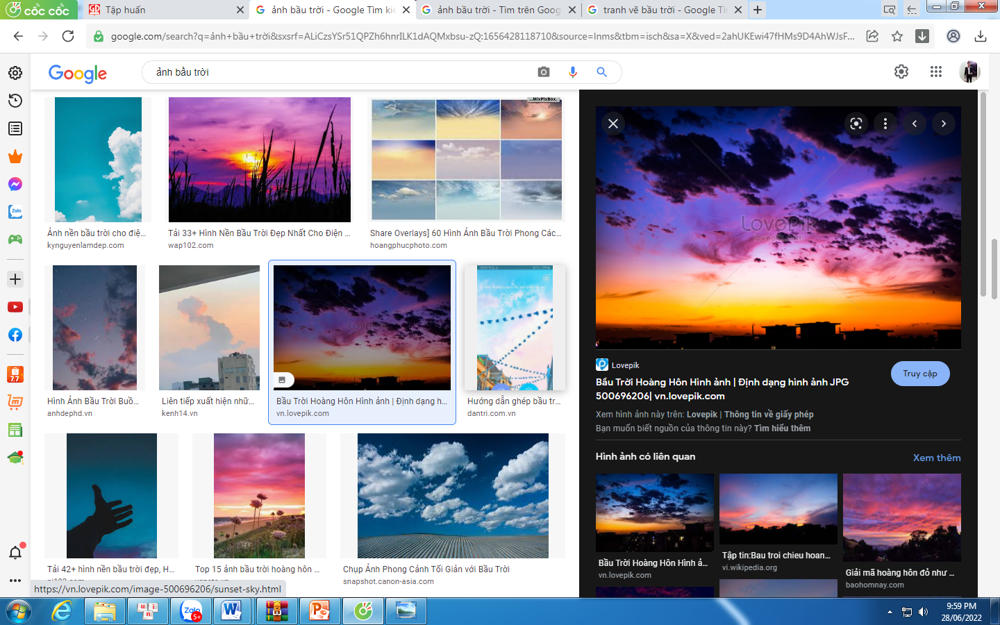 cốc cốc
Tập huấn
ảnh bầu trời - Google Tìm kiế
ảnh bầu trời - Tìm trên Goog
tranh vẽ bầu trời - Google Tì
google.com/search?q=ảnh+bầu+trời&sxsrf=ALiCzsYSr51QPZh6hnrILK1dAQMxbsu-zQ:1656428118710&source=lnms&tbm=isch&sa=X&ved=2ahUKEwi47fHMs9D4AhWJsF...
Google
ảnh bầu trời
...MixPixBox.
Ảnh nền bầu trời cho điệ...
kynguyenlamdep.com
Tải 33+ Hình Nền Bầu Trời Đẹp Nhất Cho Điện ...
wap102.com
Share Overlays] 60 Hình Ảnh Bầu Trời Phong Các...
hoangphucphoto.com
Hình Ảnh Bầu Trời Buồ...
anhdephd.vn
Liên tiếp xuất hiện nhữ...
kenh14.vn
Bầu Trời Hoàng Hôn Hình ảnh | Định dạng h...
vn.lovepik.com
Hướng dẫn ghép bầu tr...
dantri.com.vn
Tải 42+ hình nền bầu trời đẹp, H...
Top 15 ảnh bầu trời hoàng hôn ...
Chụp Ảnh Phong Cảnh Tối Giản với Bầu Trời
snapshot.canon-asia.com
https://vn.lovepik.com/image-500696206/sunset-sky.html
LovePik
Lovepik
Bầu Trời Hoàng Hôn Hình ảnh | Định dạng hình ảnh JPG
500696206| vn.lovepik.com
Truy cập
Xem hình ảnh này trên: Lovepik | Thông tin về giấy phép
Bạn muốn biết nguồn của thông tin này? Tìm hiểu thêm
Hình ảnh có liên quan
Xem thêm
Bầu Trời Hoàng Hôn Hình ả...
vn.lovepik.com
Tập tin:Bau troi chieu hoan...
vi.wikipedia.org
Giải mã hoàng hôn đỏ như ...
baohomnay.com
Zalo
7.7
Zalo
5+
9:59 PM
28/06/2022